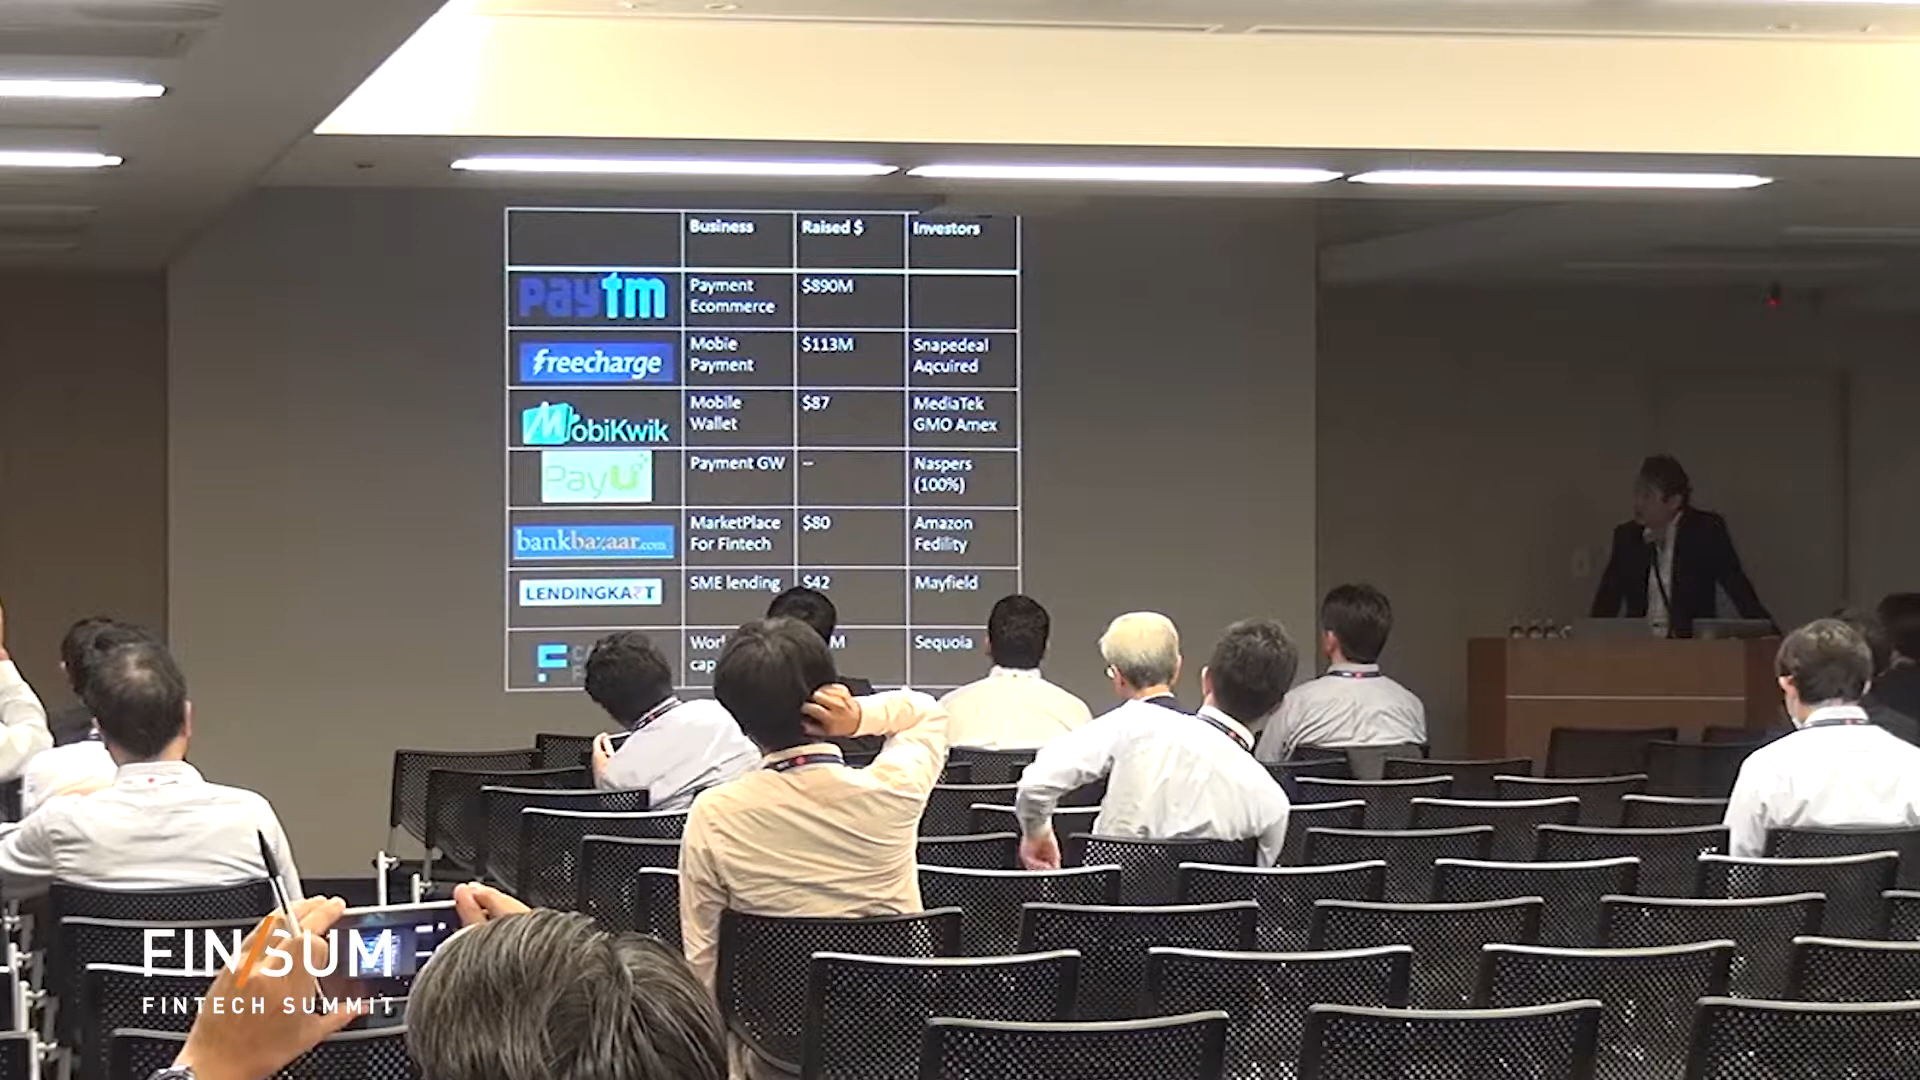 Business
Raised $
Investors
paytm
Payment
Ecommerce
$890M
freecharge
Mobie
Payment
$113M
Snapedeal
Aqcuired
MobiKwik
Mobile
Wallet
$87
MediaTek
GMO Amex
PayU
Payment GW
--
Naspers
(100%)
bankbazaar.com
MarketPlace
For Fintech
$80
Amazon
Fedility
LENDINGKART
SME lending
$42
Mayfield
Sequoia
FIN/SUM
FINTECH SUMMIT